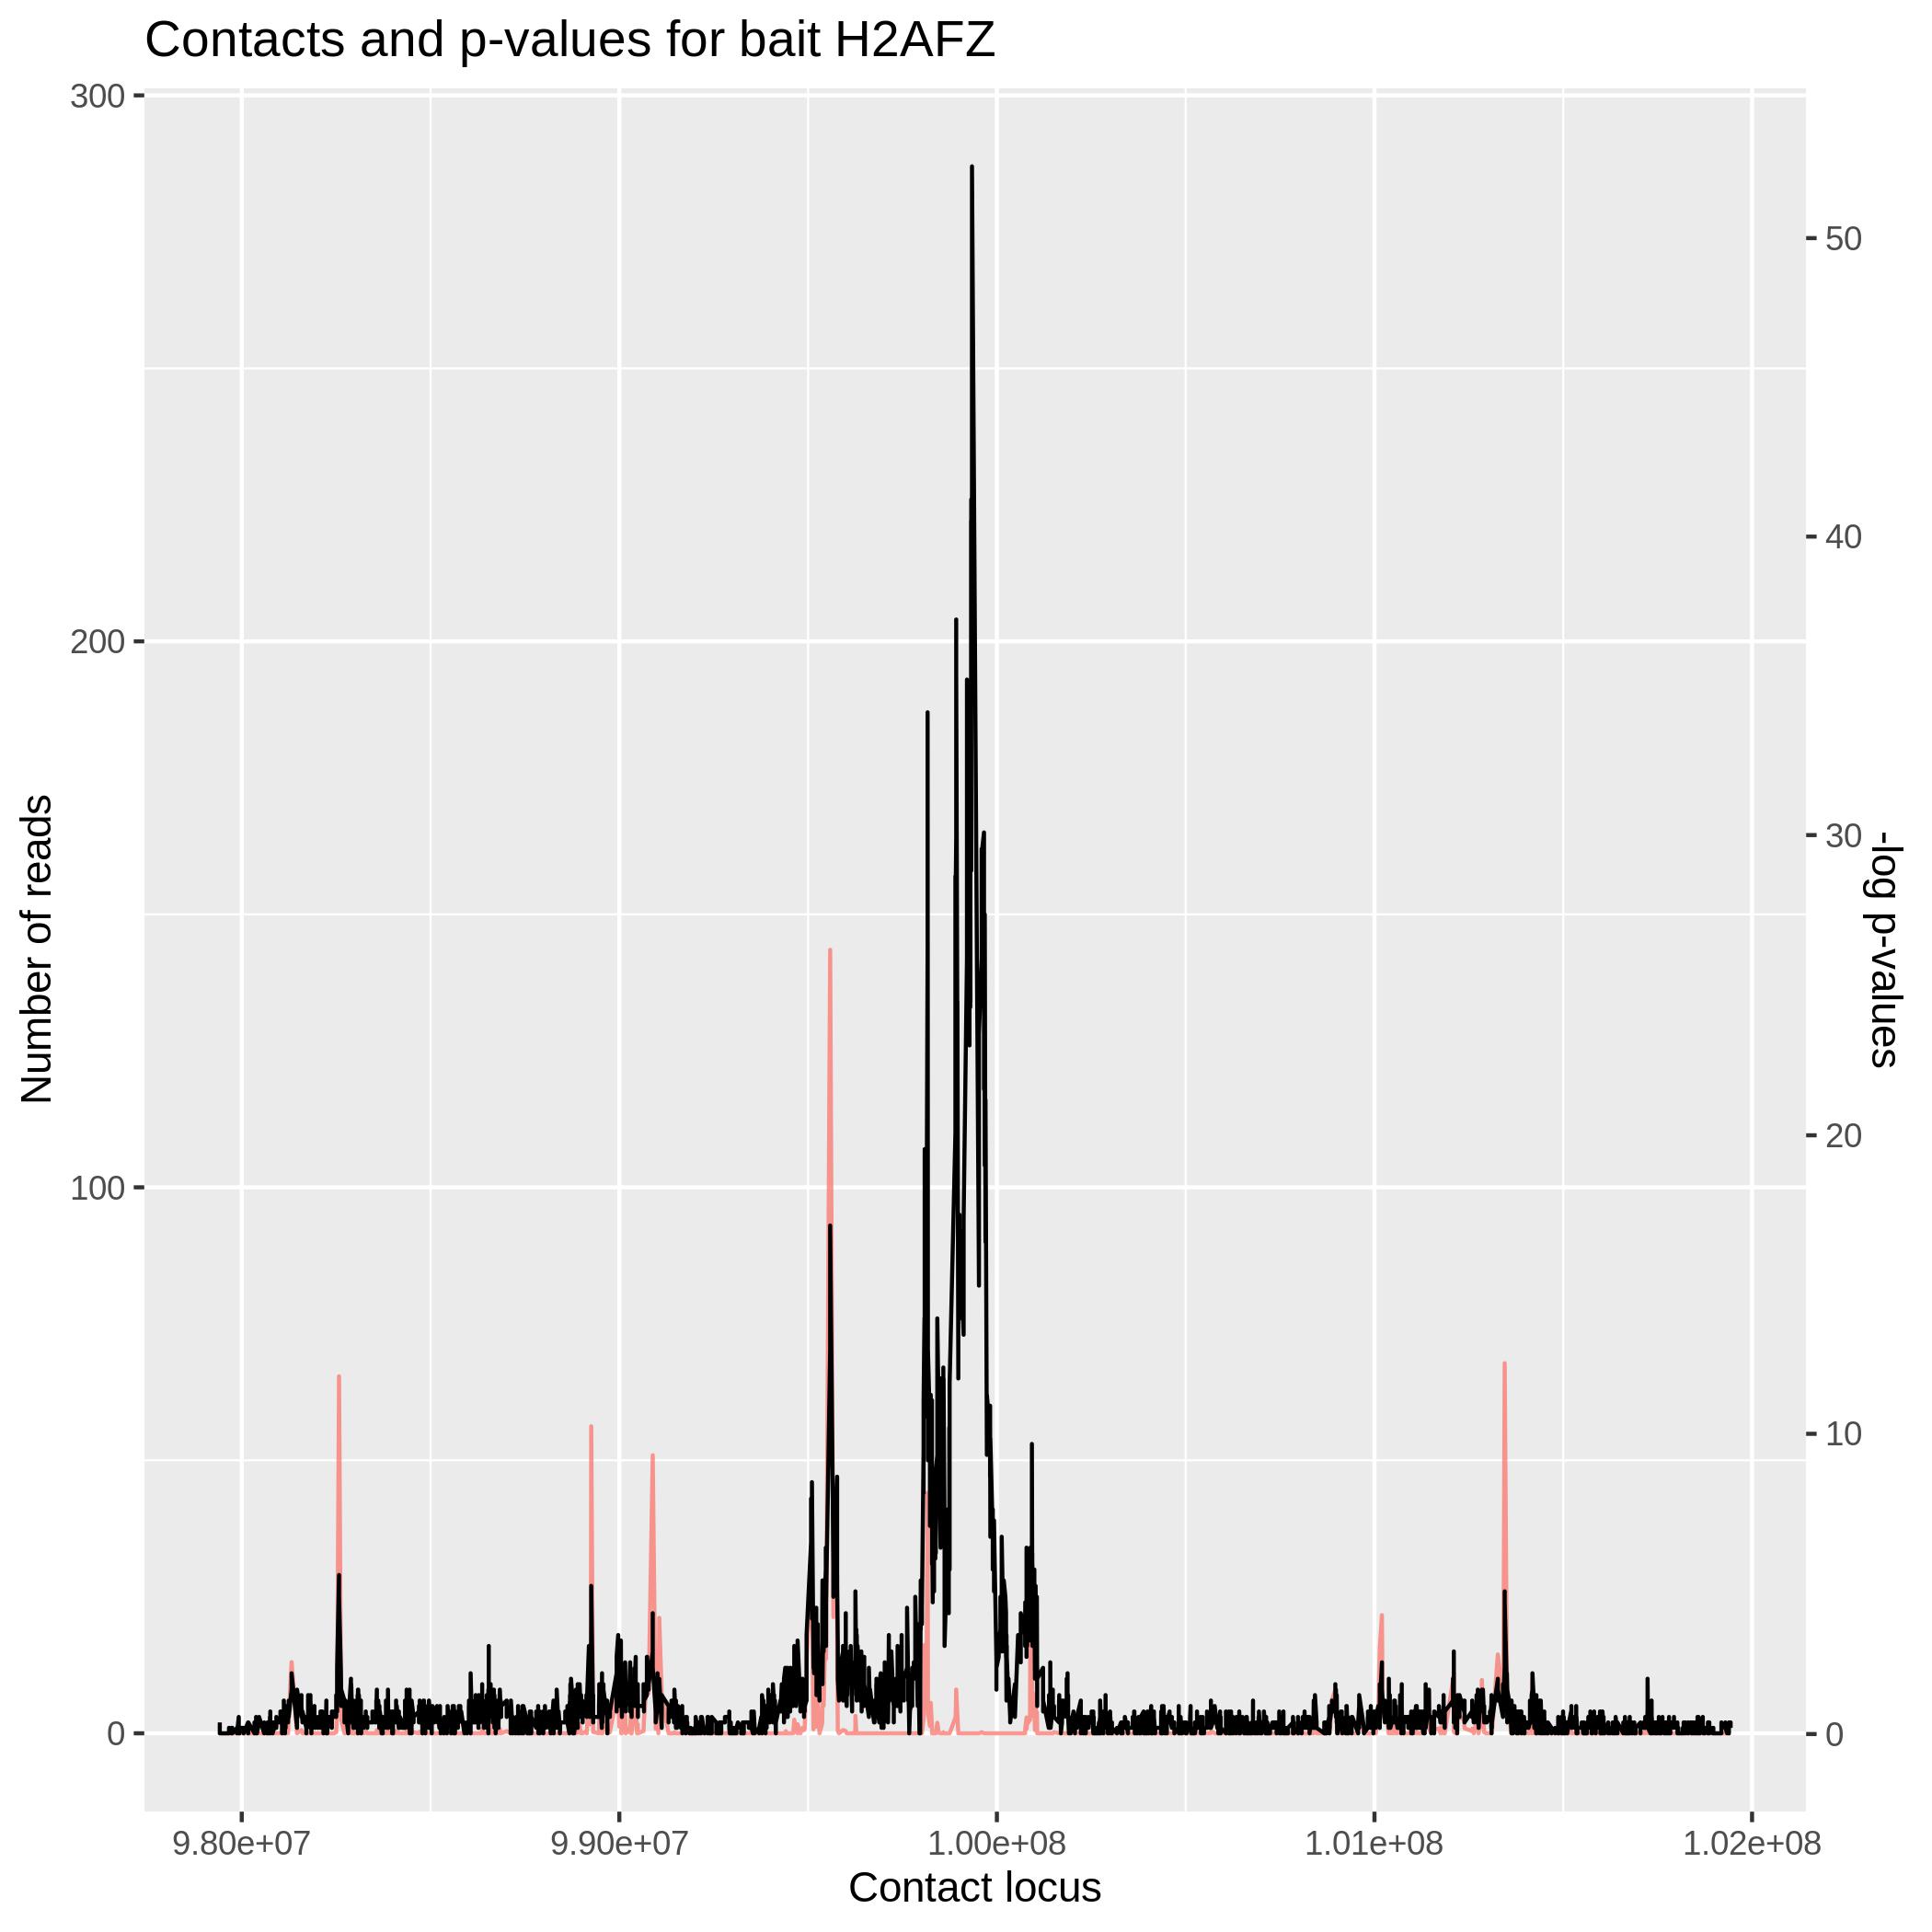 Contacts and p-values for bait H2AFZ
300
200
100
0
Number of reads
50
40
30
20
10
0
-log p-values
9.80e+07 9.90e+07 1.00e+08 1.01e+08 1.02e+08
Contact locus